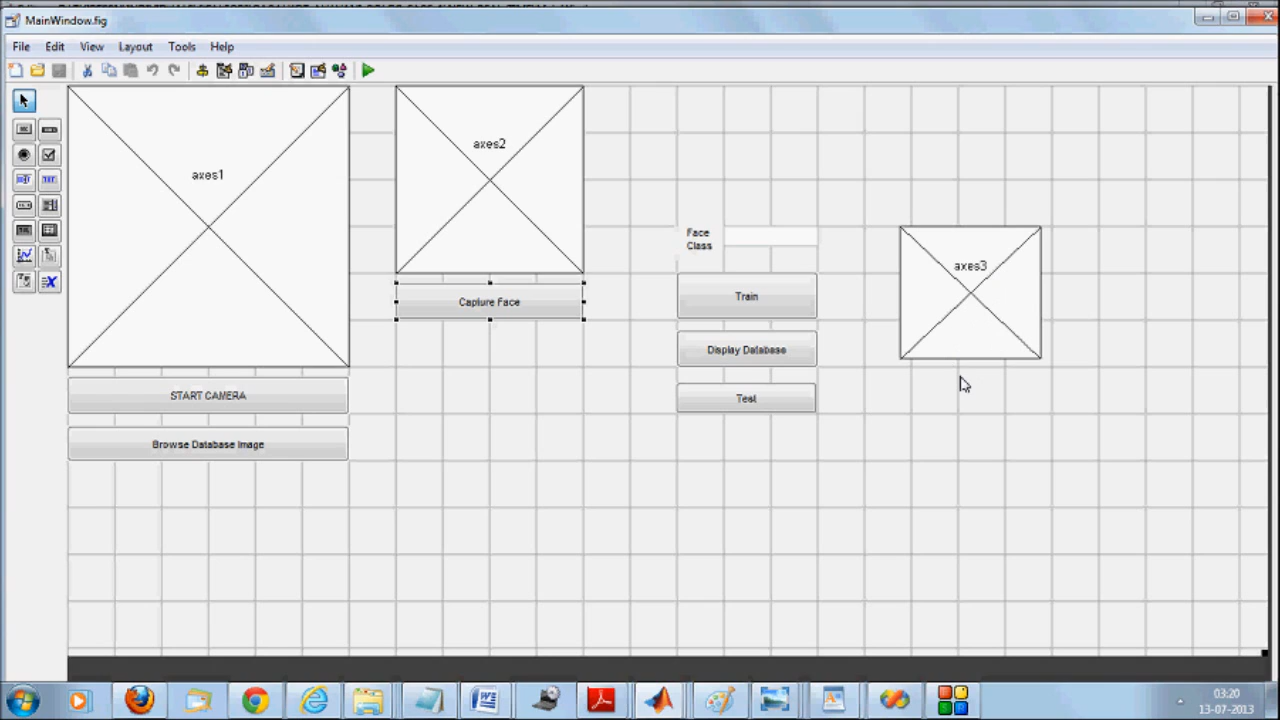 MainWindow.fig
File Edit View Layout Tools Help
axes1
axes2
Face
Class
axes3
Capture Face
Train
Display Database
START CAMERA
Test
Browse Database Image
03:20
13-07-2013